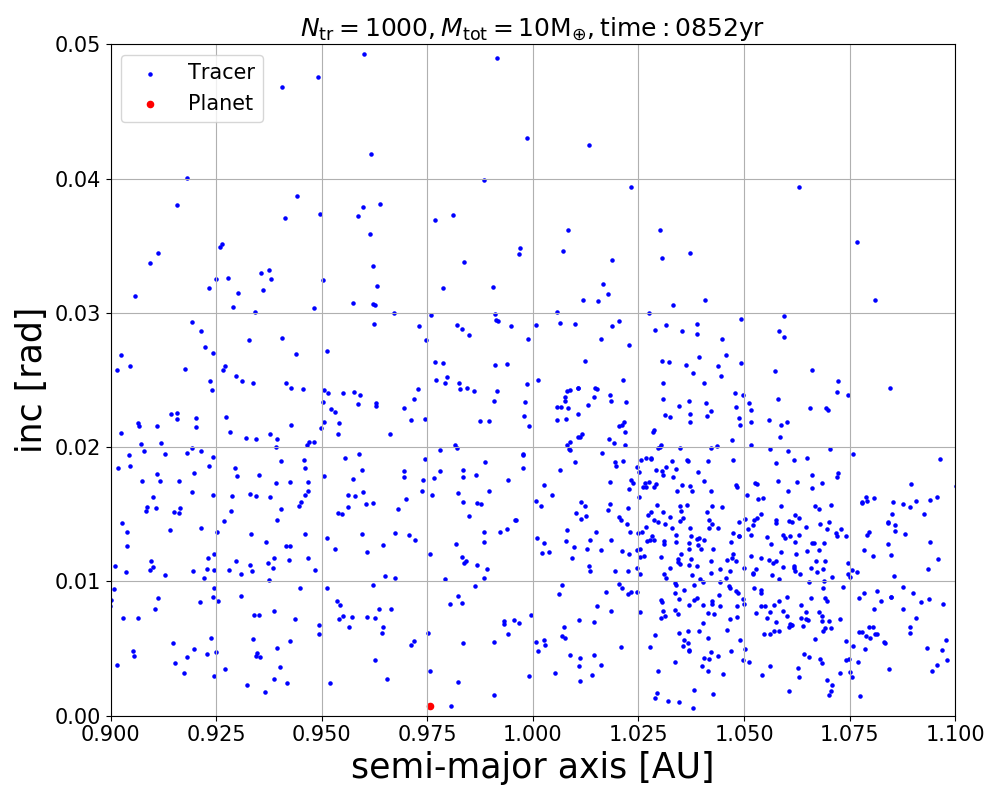 N_tr = 1000, M_tot = 10M_⊕, time : 0852yr
0.05
Tracer
Planet
0.04
0.03
inc [rad]
0.02
0.01
0.00
0.900 0.925 0.950 0.975 1.000 1.025 1.050 1.075 1.100
semi-major axis [AU]